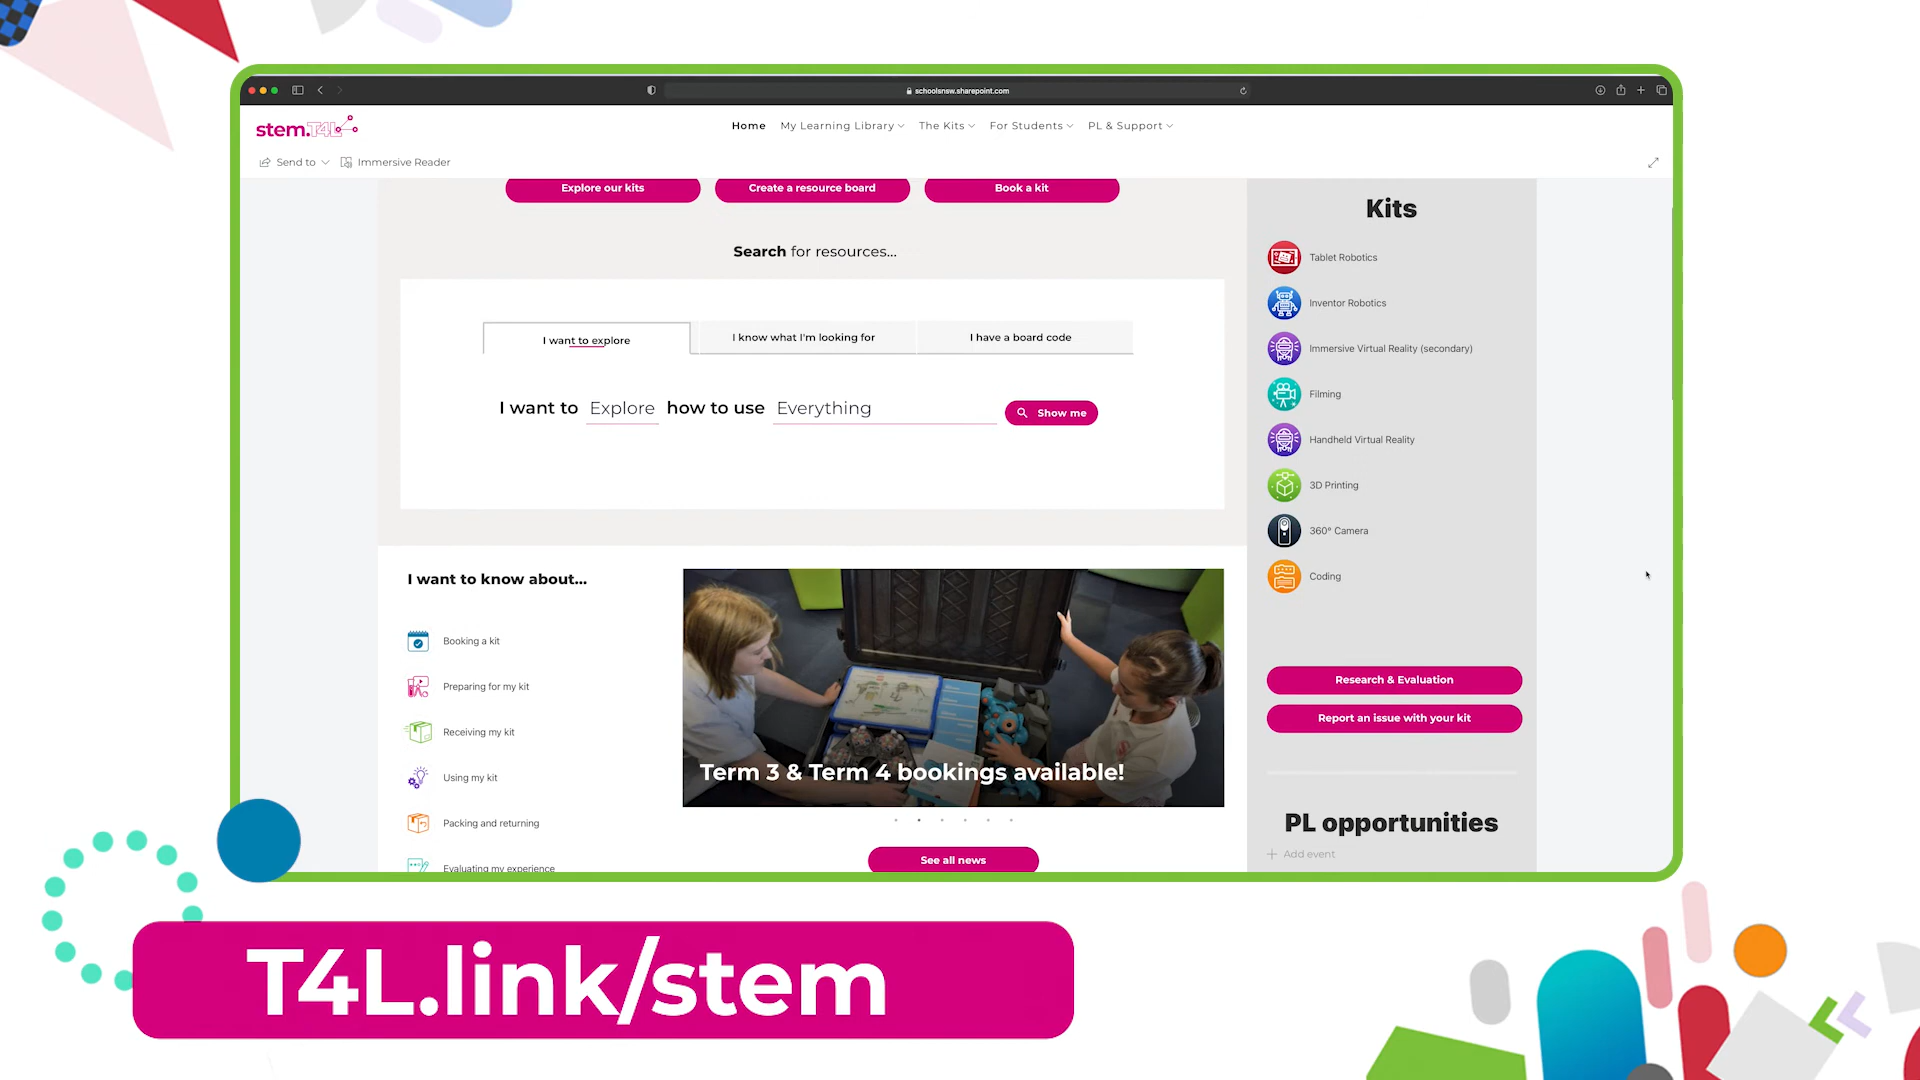 schoolsnsw.sharepoint.com
stem.T4L
Home
My Learning Library
The Kits
For Students
PL & Support
Send to
Immersive Reader
Explore our kits
Create a resource board
Book a kit
Search for resources...
I want to explore
I know what I'm looking for
I have a board code
I want to Explore how to use Everything
Show me
I want to know about...
Booking a kit
Preparing for my kit
Receiving my kit
Using my kit
Packing and returning
Evaluating my experience
Term 3 & Term 4 bookings available!
See all news
Kits
Tablet Robotics
Inventor Robotics
Immersive Virtual Reality (secondary)
Filming
Handheld Virtual Reality
3D Printing
360° Camera
Coding
Research & Evaluation
Report an issue with your kit
PL opportunities
Add event
T4L.link/stem